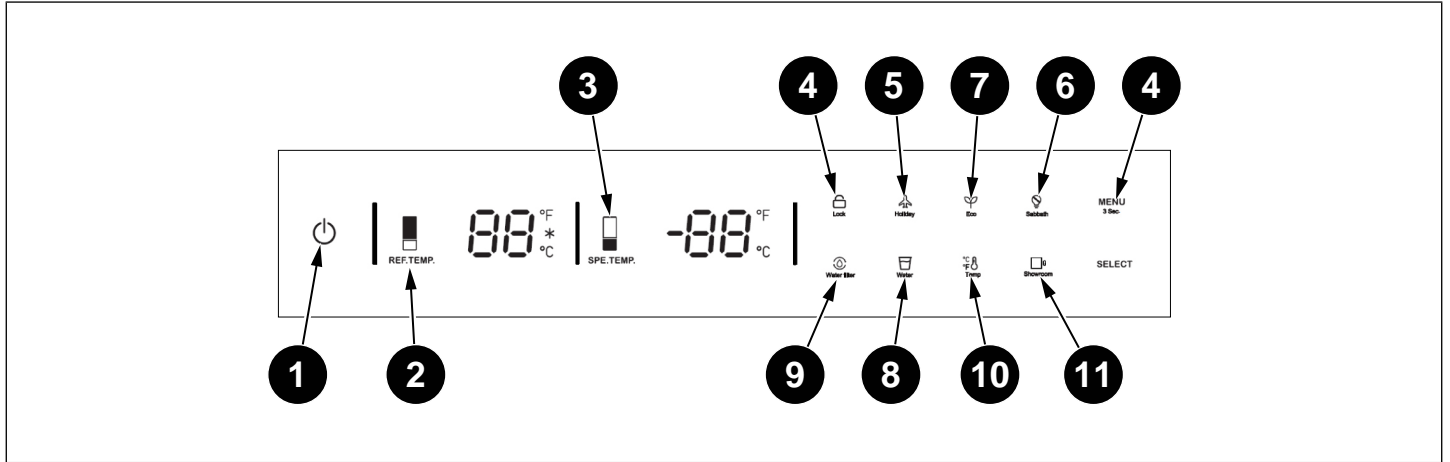 3
4
5
7
6
4
88 °F * °C
-88 °F °C
REF.TEMP.
SPE.TEMP.
Lock
Holiday
Eco
Sabbath
MENU
3 Sec.
Water filter
Water
°C °F Temp
Showroom
SELECT
1
2
9
8
10
11